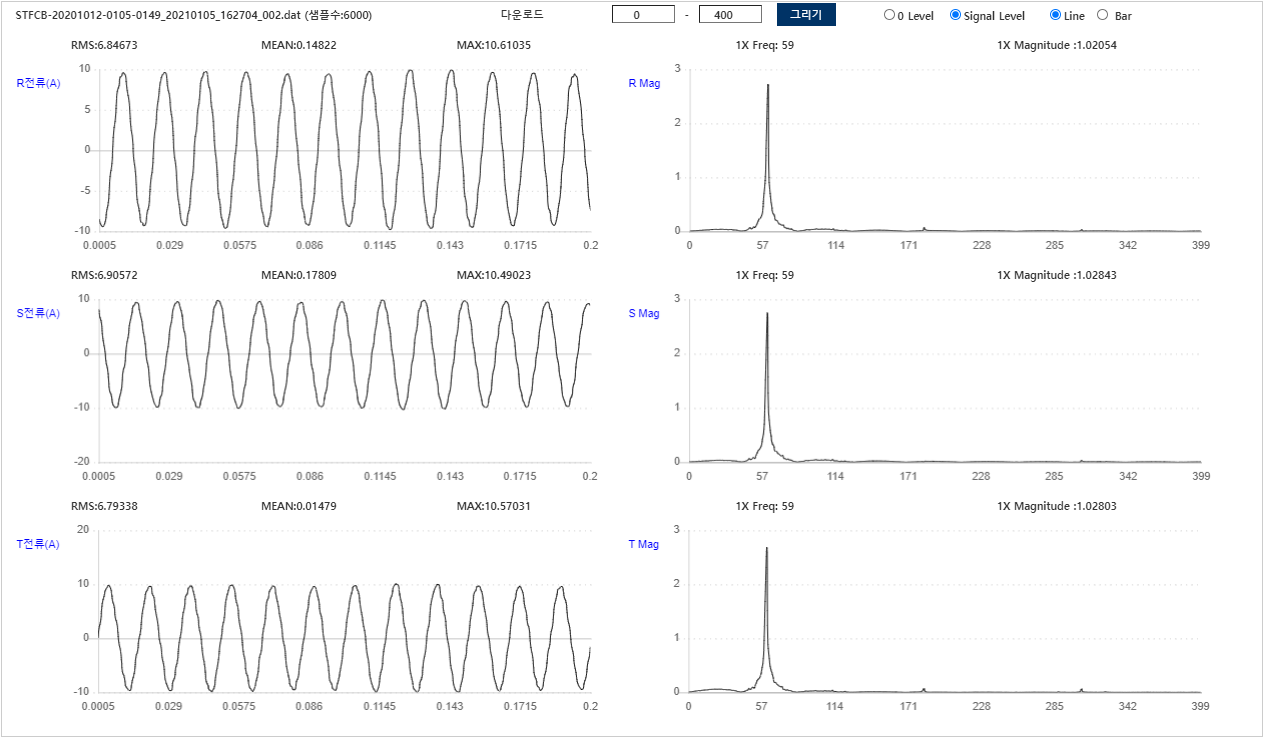 STFCB-20201012-0105-0149_20210105_162704_002.dat (샘플수:6000) 다운로드 0 - 400 그리기 0 Level Signal Level Line Bar
RMS:6.84673 MEAN:0.14822 MAX:10.61035 1X Freq: 59 1X Magnitude :1.02054
R전류(A)
10
5
0
-5
-10
0.0005 0.029 0.0575 0.086 0.1145 0.143 0.1715 0.2
R Mag
3
2
1
0
0 57 114 171 228 285 342 399
RMS:6.90572 MEAN:0.17809 MAX:10.49023 1X Freq: 59 1X Magnitude :1.02843
S전류(A)
10
0
-10
-20
0.0005 0.029 0.0575 0.086 0.1145 0.143 0.1715 0.2
S Mag
3
2
1
0
0 57 114 171 228 285 342 399
RMS:6.79338 MEAN:0.01479 MAX:10.57031 1X Freq: 59 1X Magnitude :1.02803
T전류(A)
20
10
0
-10
0.0005 0.029 0.0575 0.086 0.1145 0.143 0.1715 0.2
T Mag
3
2
1
0
0 57 114 171 228 285 342 399